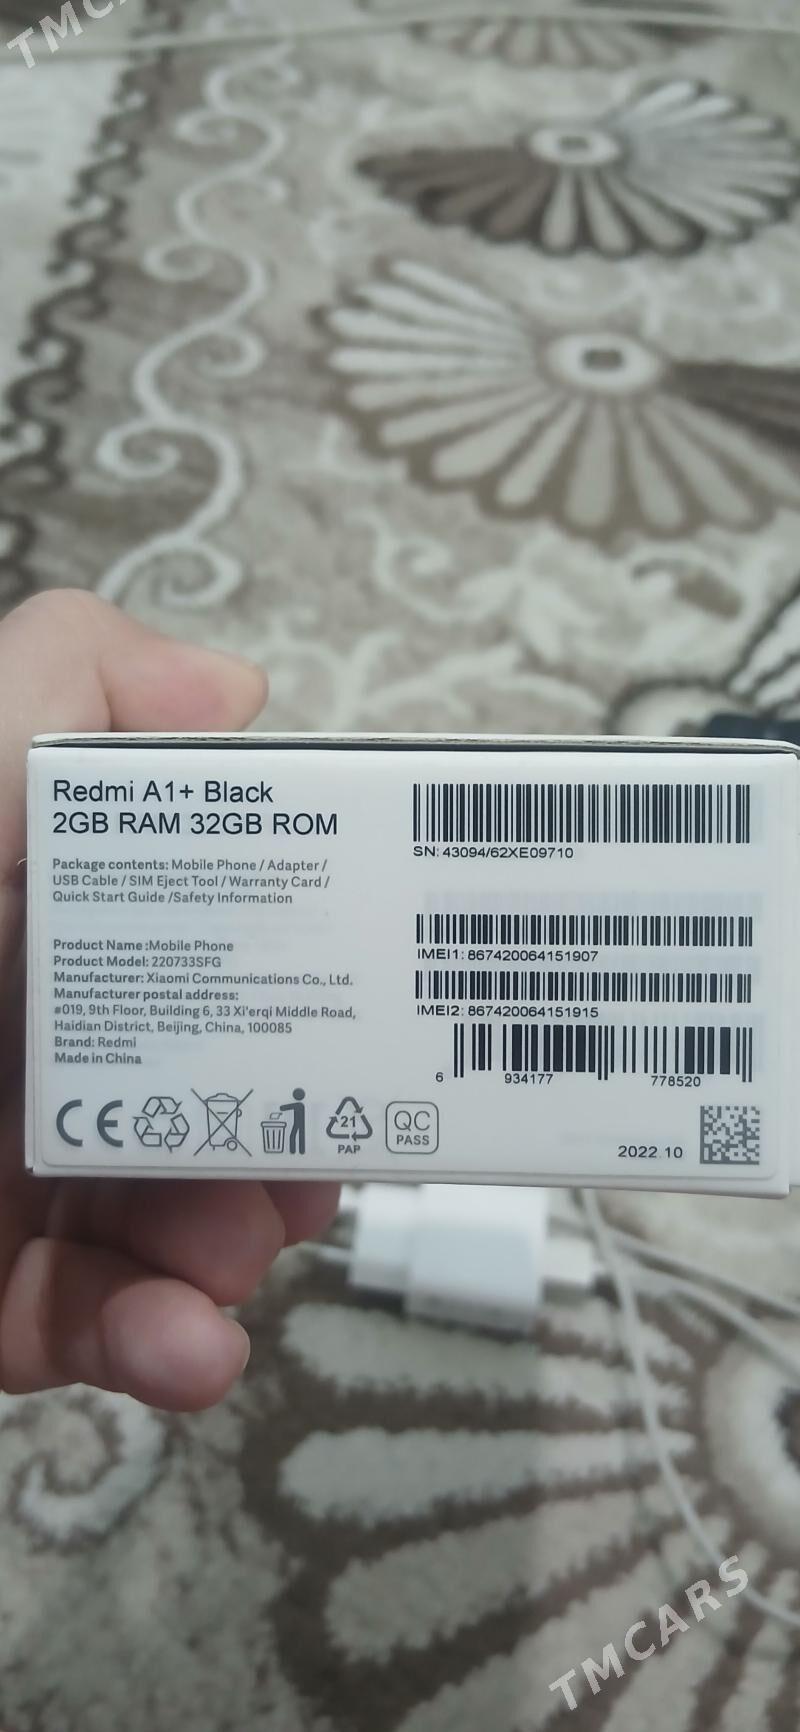 TMC
Redmi A1+ Black
2GB RAM 32GB ROM
Package contents: Mobile Phone / Adapter /
USB Cable / SIM Eject Tool / Warranty Card /
Quick Start Guide /Safety Information
Product Name :Mobile Phone
Product Model: 220733SFG
Manufacturer: Xiaomi Communications Co., Ltd.
Manufacturer postal address:
#019, 9th Floor, Building 6, 33 Xi'erqi Middle Road,
Haidian District, Beijing, China, 100085
Brand: Redmi
Made in China
SN: 43094/62XE09710
IMEI1: 867420064151907
IMEI2: 867420064151915
6 934177 778520
CE
21
PAP
QC
PASS
2022.10
TMCARS